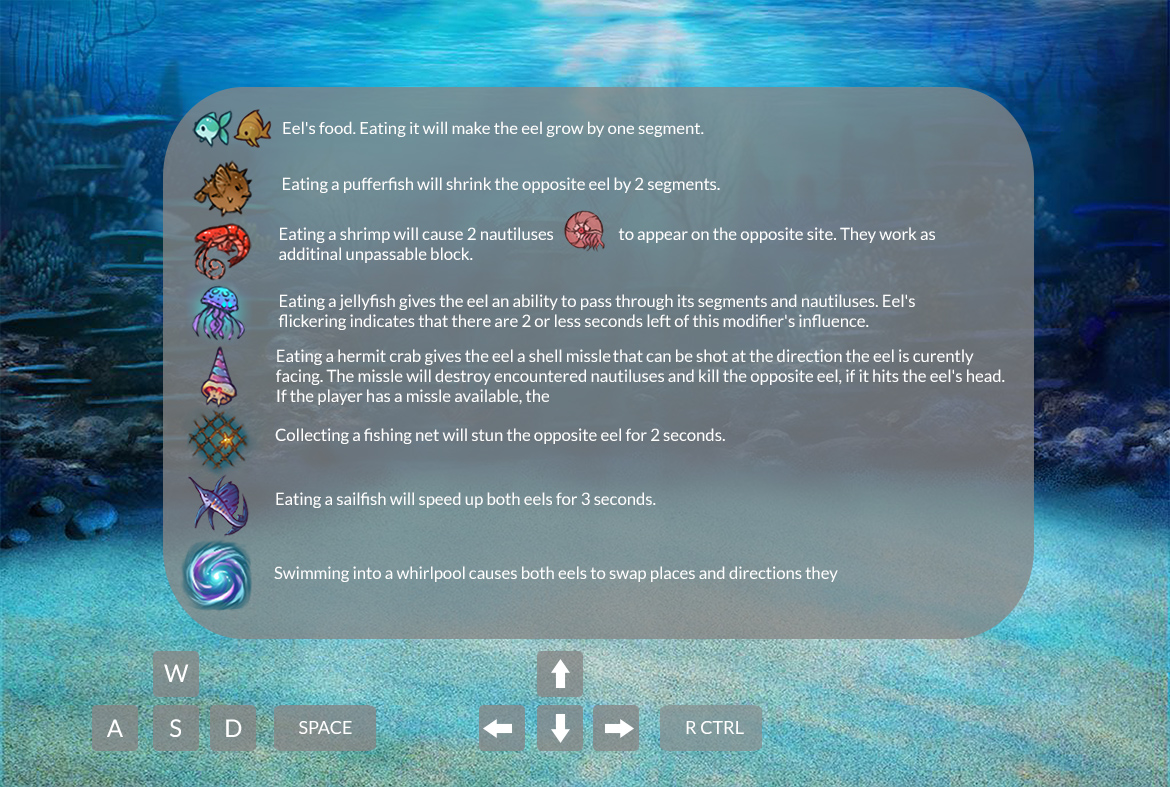 Eel's food. Eating it will make the eel grow by one segment.
Eating a pufferfish will shrink the opposite eel by 2 segments.
Eating a shrimp will cause 2 nautiluses to appear on the opposite site. They work as
additinal unpassable block.
Eating a jellyfish gives the eel an ability to pass through its segments and nautiluses. Eel's
flickering indicates that there are 2 or less seconds left of this modifier's influence.
Eating a hermit crab gives the eel a shell missle that can be shot at the direction the eel is curently
facing. The missle will destroy encountered nautiluses and kill the opposite eel, if it hits the eel's head.
If the player has a missle available, the
Collecting a fishing net will stun the opposite eel for 2 seconds.
Eating a sailfish will speed up both eels for 3 seconds.
Swimming into a whirlpool causes both eels to swap places and directions they
W
A S D SPACE R CTRL